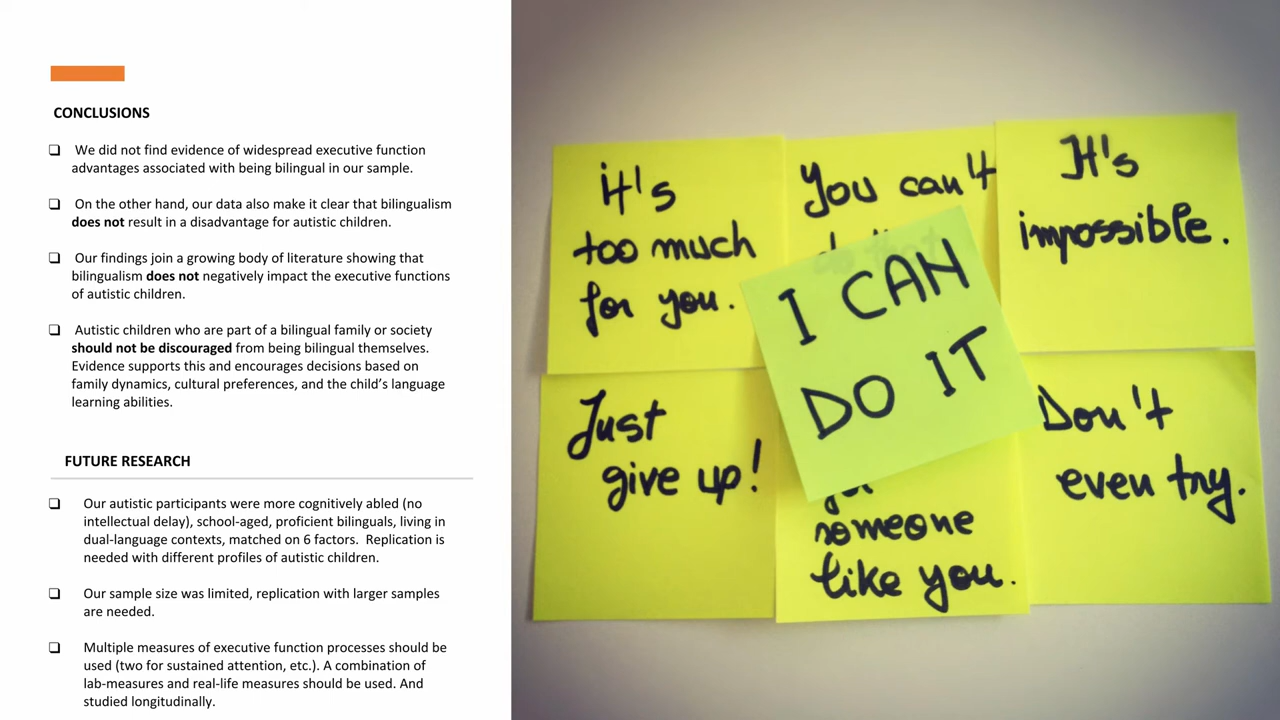 CONCLUSIONS
❑ We did not find evidence of widespread executive function
advantages associated with being bilingual in our sample.
❑ On the other hand, our data also make it clear that bilingualism
does not result in a disadvantage for autistic children.
❑ Our findings join a growing body of literature showing that
bilingualism does not negatively impact the executive functions
of autistic children.
❑ Autistic children who are part of a bilingual family or society
should not be discouraged from being bilingual themselves.
Evidence supports this and encourages decisions based on
family dynamics, cultural preferences, and the child's language
learning abilities.
FUTURE RESEARCH
❑ Our autistic participants were more cognitively abled (no
intellectual delay), school-aged, proficient bilinguals, living in
dual-language contexts, matched on 6 factors. Replication is
needed with different profiles of autistic children.
❑ Our sample size was limited, replication with larger samples
are needed.
❑ Multiple measures of executive function processes should be
used (two for sustained attention, etc.). A combination of
lab-measures and real-life measures should be used. And
studied longitudinally.
It's
too much
for you.
You can't
It's
impossible.
I CAN
DO IT
Just
give up!
someone
like you.
Don't
even try.